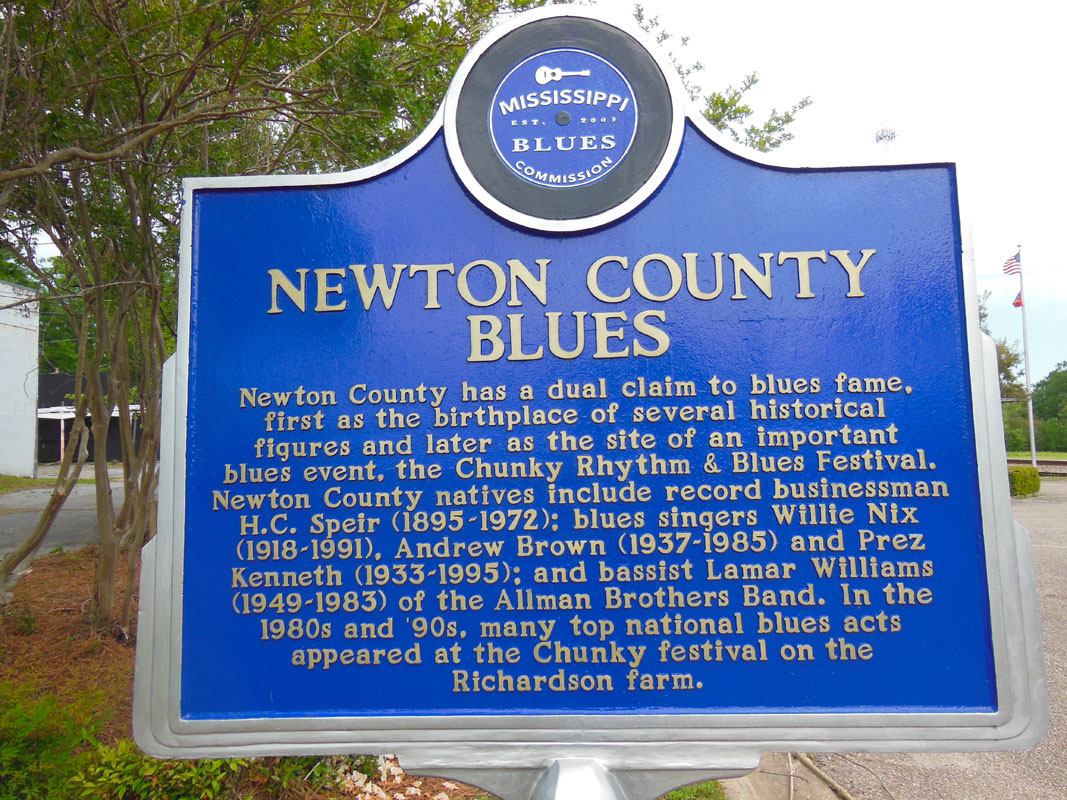 MISSISSIPPI
EST. 2003
BLUES
COMMISSION
NEWTON COUNTY
BLUES
Newton County has a dual claim to blues fame,
first as the birthplace of several historical
figures and later as the site of an important
blues event, the Chunky Rhythm & Blues Festival.
Newton County natives include record businessman
H.C. Speir (1895-1972); blues singers Willie Nix
(1918-1991), Andrew Brown (1937-1985) and Prez
Kenneth (1933-1995); and bassist Lamar Williams
(1949-1983) of the Allman Brothers Band. In the
1980s and '90s, many top national blues acts
appeared at the Chunky festival on the
Richardson farm.